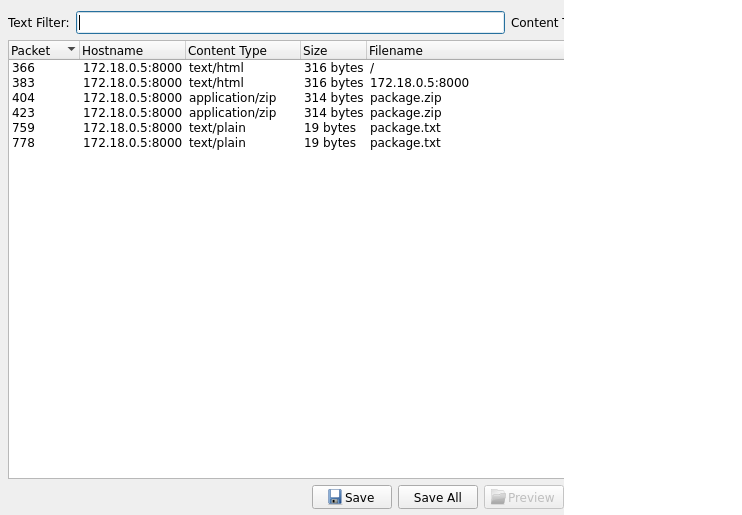 Text Filter: Content
Packet Hostname Content Type Size Filename
366 172.18.0.5:8000 text/html 316 bytes /
383 172.18.0.5:8000 text/html 316 bytes 172.18.0.5:8000
404 172.18.0.5:8000 application/zip 314 bytes package.zip
423 172.18.0.5:8000 application/zip 314 bytes package.zip
759 172.18.0.5:8000 text/plain 19 bytes package.txt
778 172.18.0.5:8000 text/plain 19 bytes package.txt
Save Save All Preview